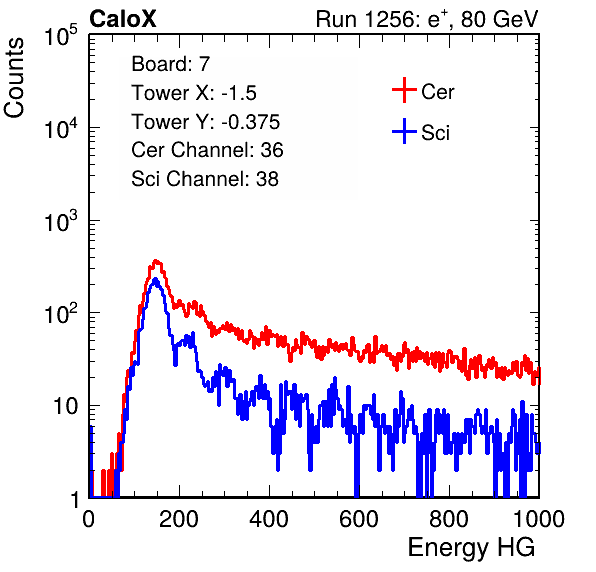 CaloX Run 1256: e⁺, 80 GeV
Counts
Board: 7
Tower X: -1.5
Tower Y: -0.375
Cer Channel: 36
Sci Channel: 38
Cer
Sci
10⁵
10⁴
10³
10²
10
1
0 200 400 600 800 1000
Energy HG